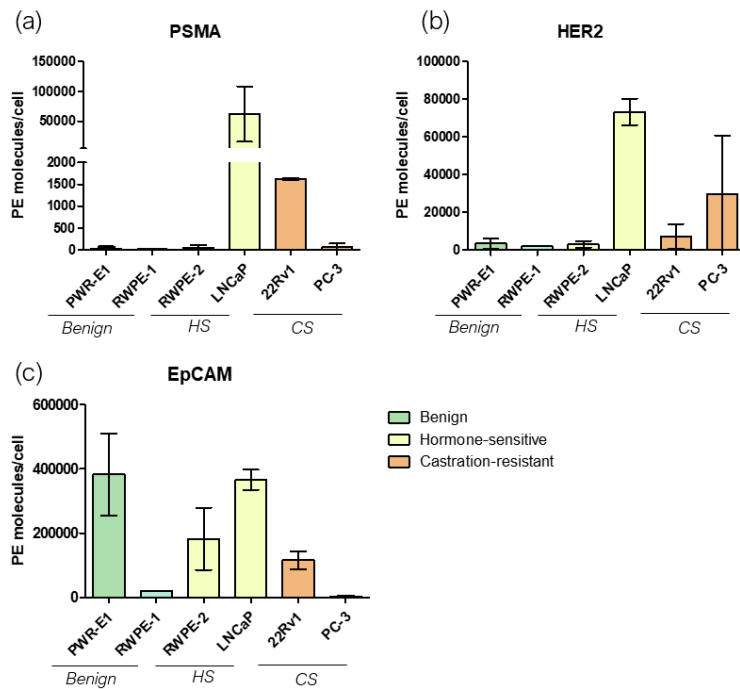 (a)
PSMA
PE molecules/cell
150000
100000
50000
2000
1500
1000
500
0
PWR-E1
RWPE-1
RWPE-2
LNCaP
22Rv1
PC-3
Benign
HS
CS
(b)
HER2
PE molecules/cell
100000
80000
60000
40000
20000
0
PWR-E1
RWPE-1
RWPE-2
LNCaP
22Rv1
PC-3
Benign
HS
CS
(c)
EpCAM
PE molecules/cell
600000
400000
200000
0
PWR-E1
RWPE-1
RWPE-2
LNCaP
22Rv1
PC-3
Benign
HS
CS
Benign
Hormone-sensitive
Castration-resistant